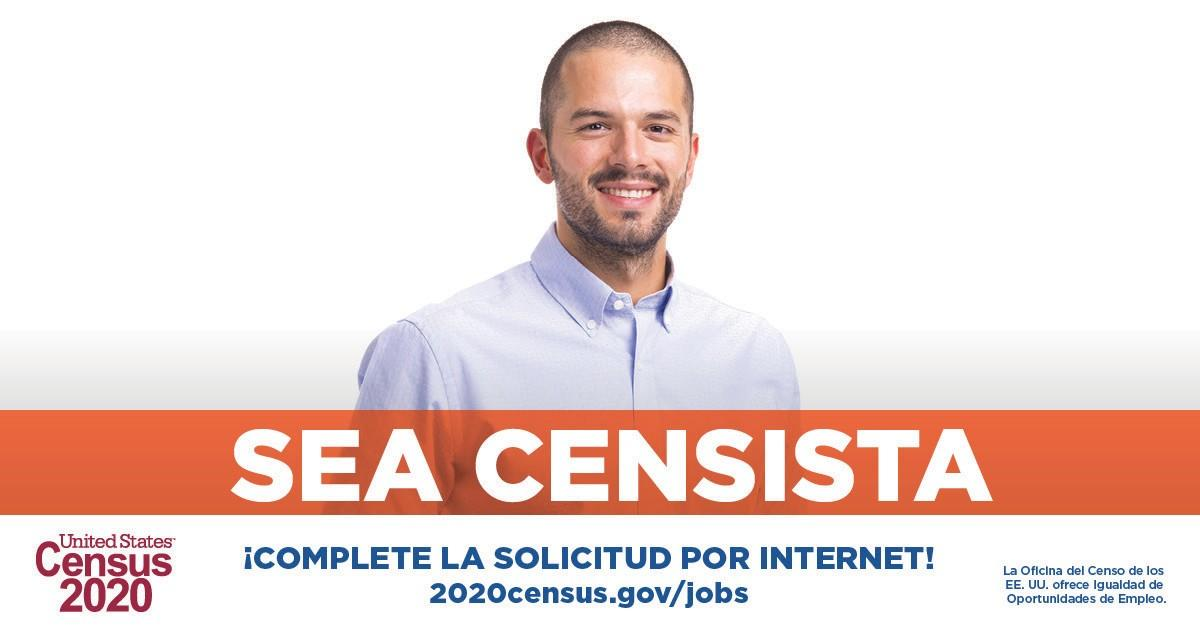 SEA CENSISTA
United States™
Census
2020
¡COMPLETE LA SOLICITUD POR INTERNET!
2020census.gov/jobs
La Oficina del Censo de los
EE. UU. ofrece Igualdad de
Oportunidades de Empleo.